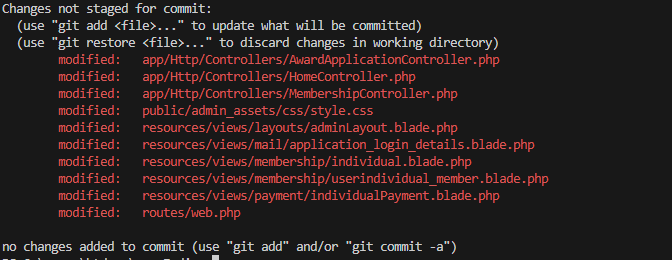 Changes not staged for commit:
  (use "git add <file>..." to update what will be committed)
  (use "git restore <file>..." to discard changes in working directory)
        modified:   app/Http/Controllers/AwardApplicationController.php
        modified:   app/Http/Controllers/HomeController.php
        modified:   app/Http/Controllers/MembershipController.php
        modified:   public/admin_assets/css/style.css
        modified:   resources/views/layouts/adminLayout.blade.php
        modified:   resources/views/mail/application_login_details.blade.php
        modified:   resources/views/membership/individual.blade.php
        modified:   resources/views/membership/userindividual_member.blade.php
        modified:   resources/views/payment/individualPayment.blade.php
        modified:   routes/web.php

no changes added to commit (use "git add" and/or "git commit -a")